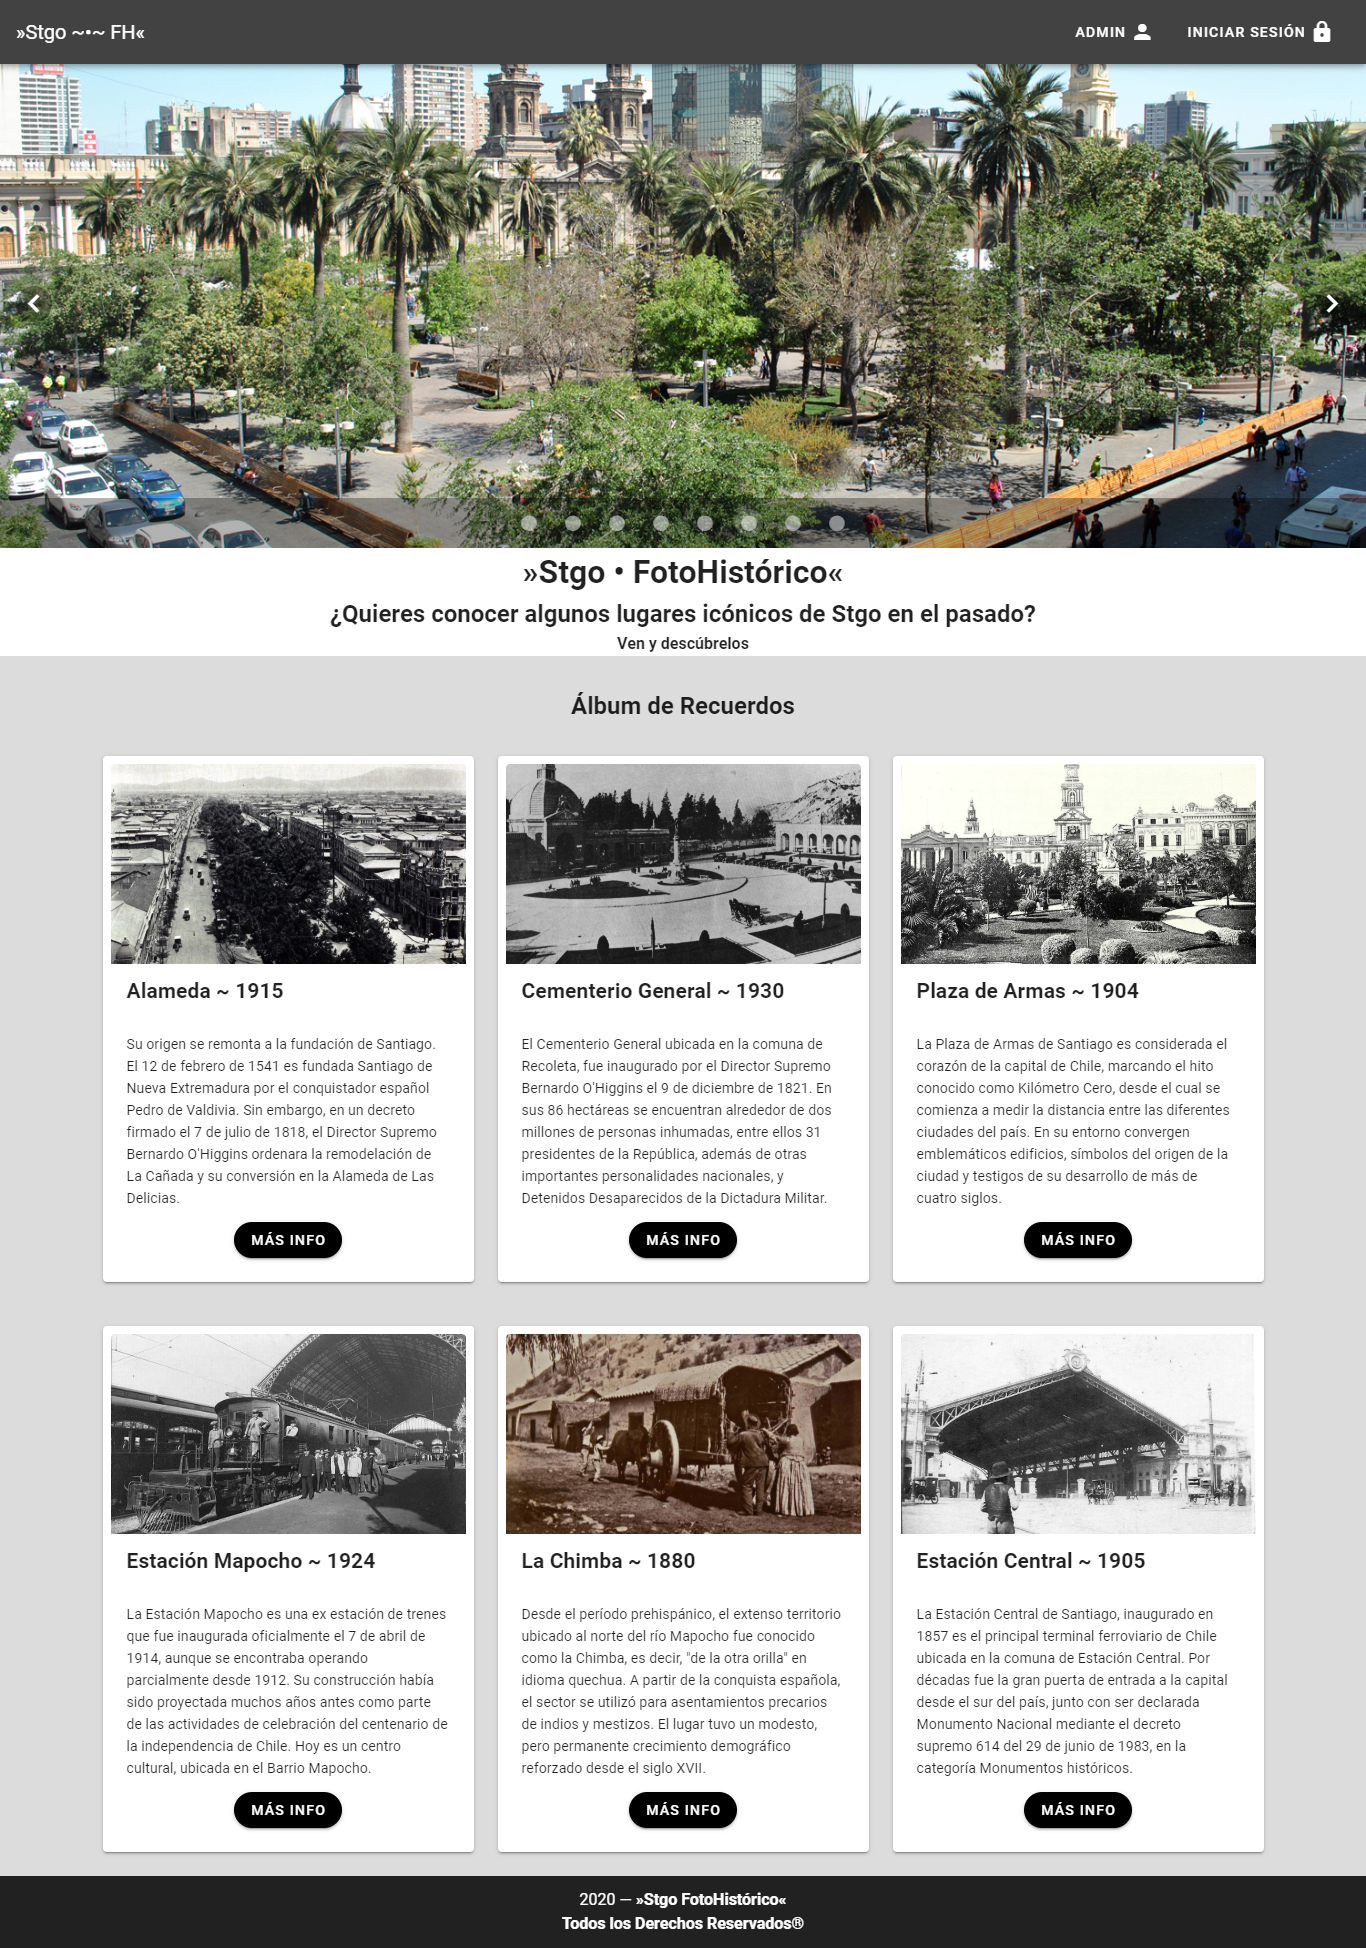 »Stgo ~•~ FH«
ADMIN
INICIAR SESIÓN
»Stgo • FotoHistórico«
¿Quieres conocer algunos lugares icónicos de Stgo en el pasado?
Ven y descúbrelos
Álbum de Recuerdos
Alameda ~ 1915
Su origen se remonta a la fundación de Santiago.
El 12 de febrero de 1541 es fundada Santiago de
Nueva Extremadura por el conquistador español
Pedro de Valdivia. Sin embargo, en un decreto
firmado el 7 de julio de 1818, el Director Supremo
Bernardo O'Higgins ordenara la remodelación de
La Cañada y su conversión en la Alameda de Las
Delicias.
MÁS INFO
Cementerio General ~ 1930
El Cementerio General ubicada en la comuna de
Recoleta, fue inaugurado por el Director Supremo
Bernardo O'Higgins el 9 de diciembre de 1821. En
sus 86 hectáreas se encuentran alrededor de dos
millones de personas inhumadas, entre ellos 31
presidentes de la República, además de otras
importantes personalidades nacionales, y
Detenidos Desaparecidos de la Dictadura Militar.
MÁS INFO
Plaza de Armas ~ 1904
La Plaza de Armas de Santiago es considerada el
corazón de la capital de Chile, marcando el hito
conocido como Kilómetro Cero, desde el cual se
comienza a medir la distancia entre las diferentes
ciudades del país. En su entorno convergen
emblemáticos edificios, símbolos del origen de la
ciudad y testigos de su desarrollo de más de
cuatro siglos.
MÁS INFO
Estación Mapocho ~ 1924
La Estación Mapocho es una ex estación de trenes
que fue inaugurada oficialmente el 7 de abril de
1914, aunque se encontraba operando
parcialmente desde 1912. Su construcción había
sido proyectada muchos años antes como parte
de las actividades de celebración del centenario de
la independencia de Chile. Hoy es un centro
cultural, ubicada en el Barrio Mapocho.
MÁS INFO
La Chimba ~ 1880
Desde el período prehispánico, el extenso territorio
ubicado al norte del río Mapocho fue conocido
como la Chimba, es decir, "de la otra orilla" en
idioma quechua. A partir de la conquista española,
el sector se utilizó para asentamientos precarios
de indios y mestizos. El lugar tuvo un modesto,
pero permanente crecimiento demográfico
reforzado desde el siglo XVII.
MÁS INFO
Estación Central ~ 1905
La Estación Central de Santiago, inaugurado en
1857 es el principal terminal ferroviario de Chile
ubicada en la comuna de Estación Central. Por
décadas fue la gran puerta de entrada a la capital
desde el sur del país, junto con ser declarada
Monumento Nacional mediante el decreto
supremo 614 del 29 de junio de 1983, en la
categoría Monumentos históricos.
MÁS INFO
2020 — »Stgo FotoHistórico«
Todos los Derechos Reservados®